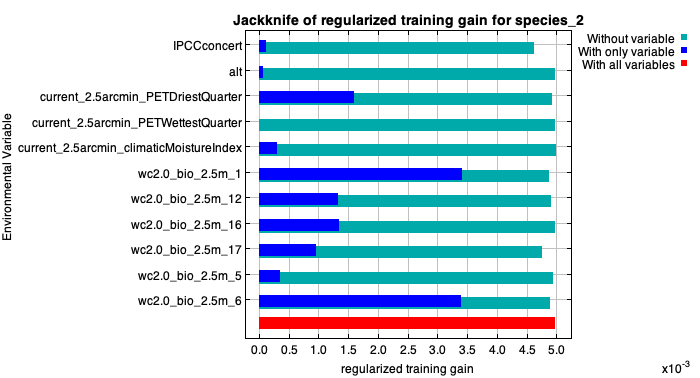 Jackknife of regularized training gain for species_2
Without variable
With only variable
With all variables
Environmental Variable
IPCCconcert
alt
current_2.5arcmin_PETDriestQuarter
current_2.5arcmin_PETWettestQuarter
current_2.5arcmin_climaticMoistureIndex
wc2.0_bio_2.5m_1
wc2.0_bio_2.5m_12
wc2.0_bio_2.5m_16
wc2.0_bio_2.5m_17
wc2.0_bio_2.5m_5
wc2.0_bio_2.5m_6
0.0 0.5 1.0 1.5 2.0 2.5 3.0 3.5 4.0 4.5 5.0
regularized training gain
x10-3